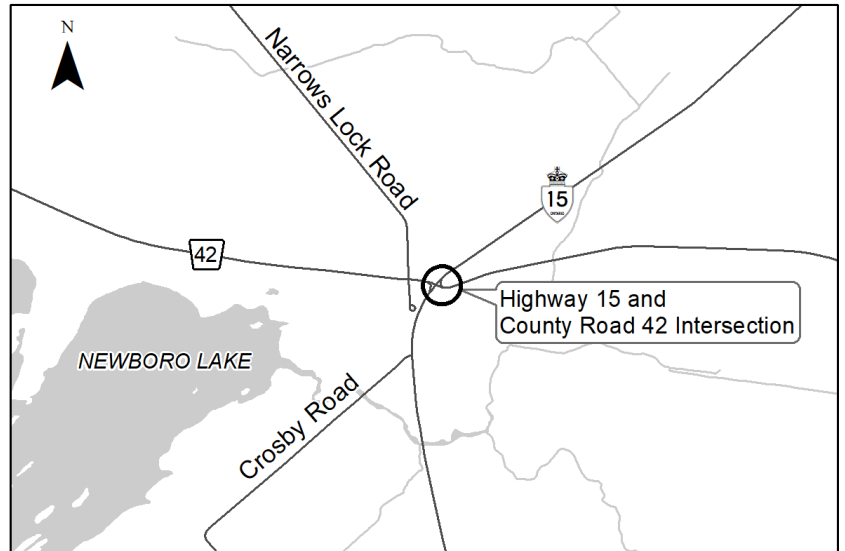 N
Narrows Lock Road
15
ONTARIO
42
Highway 15 and
County Road 42 Intersection
NEWBORO LAKE
Crosby Road